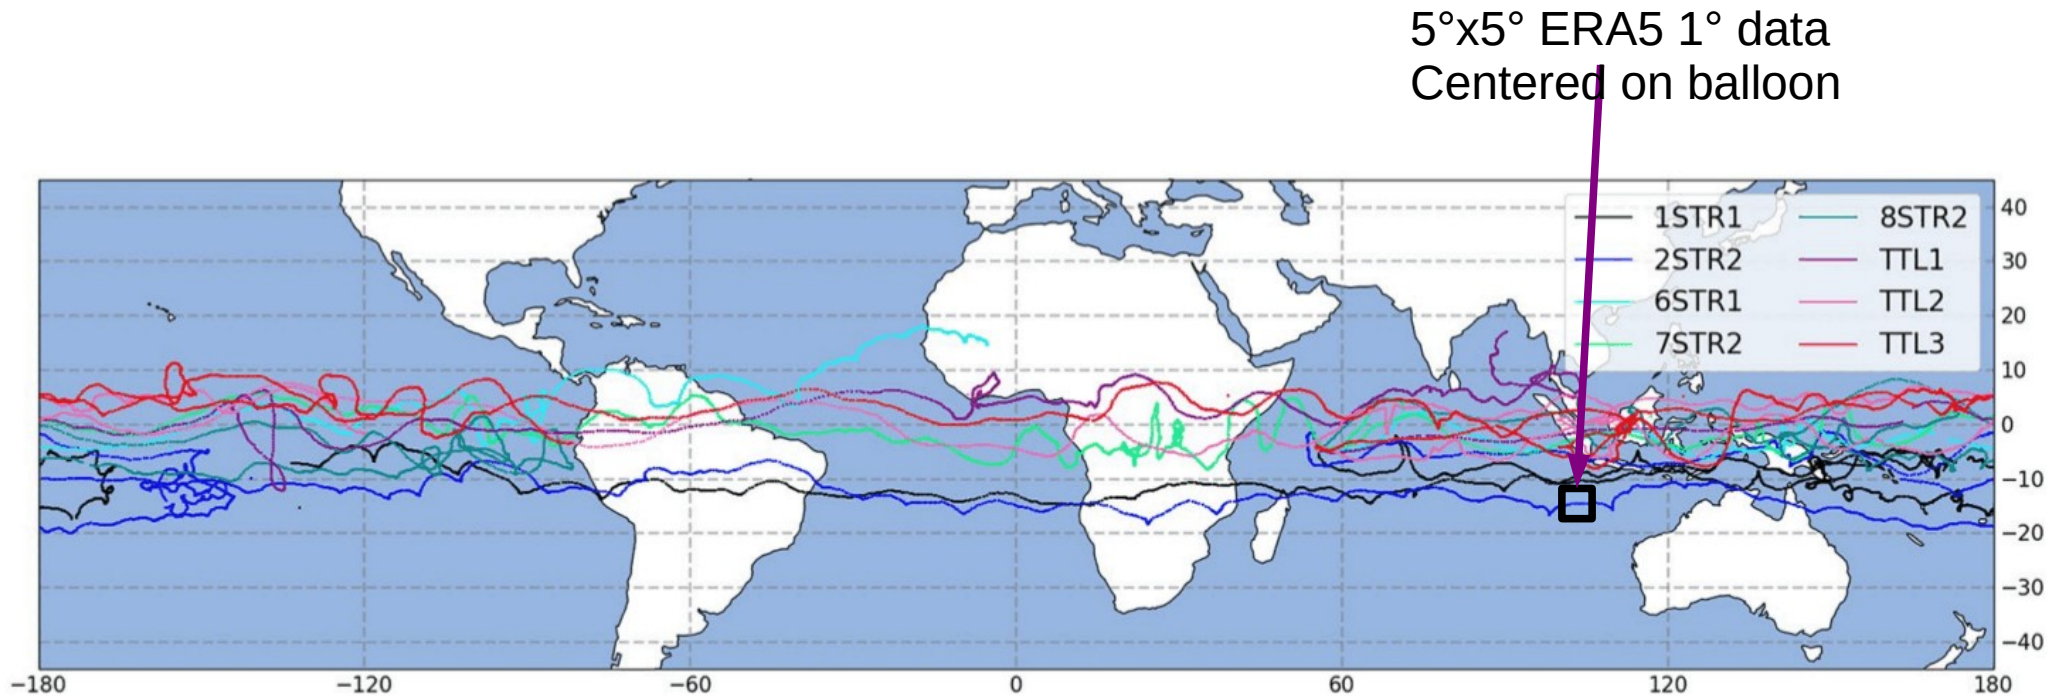 5°x5° ERA5 1° data
Centered on balloon
1STR1 8STR2
2STR2 TTL1
6STR1 TTL2
7STR2 TTL3
40
30
20
10
0
−10
−20
−30
−40
−180 −120 −60 0 60 120 180